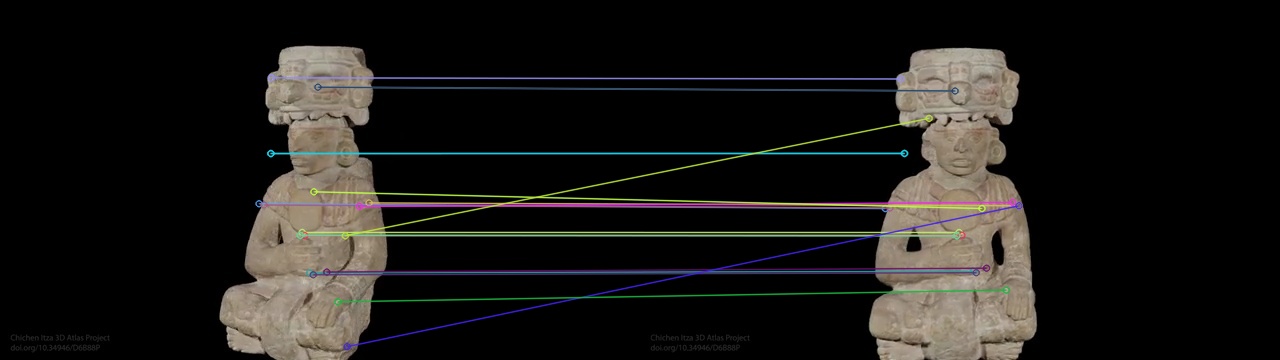 Chichen Itza 3D Atlas Project
doi.org/10.34946/D6B88P
Chichen Itza 3D Atlas Project
doi.org/10.34946/D6B88P